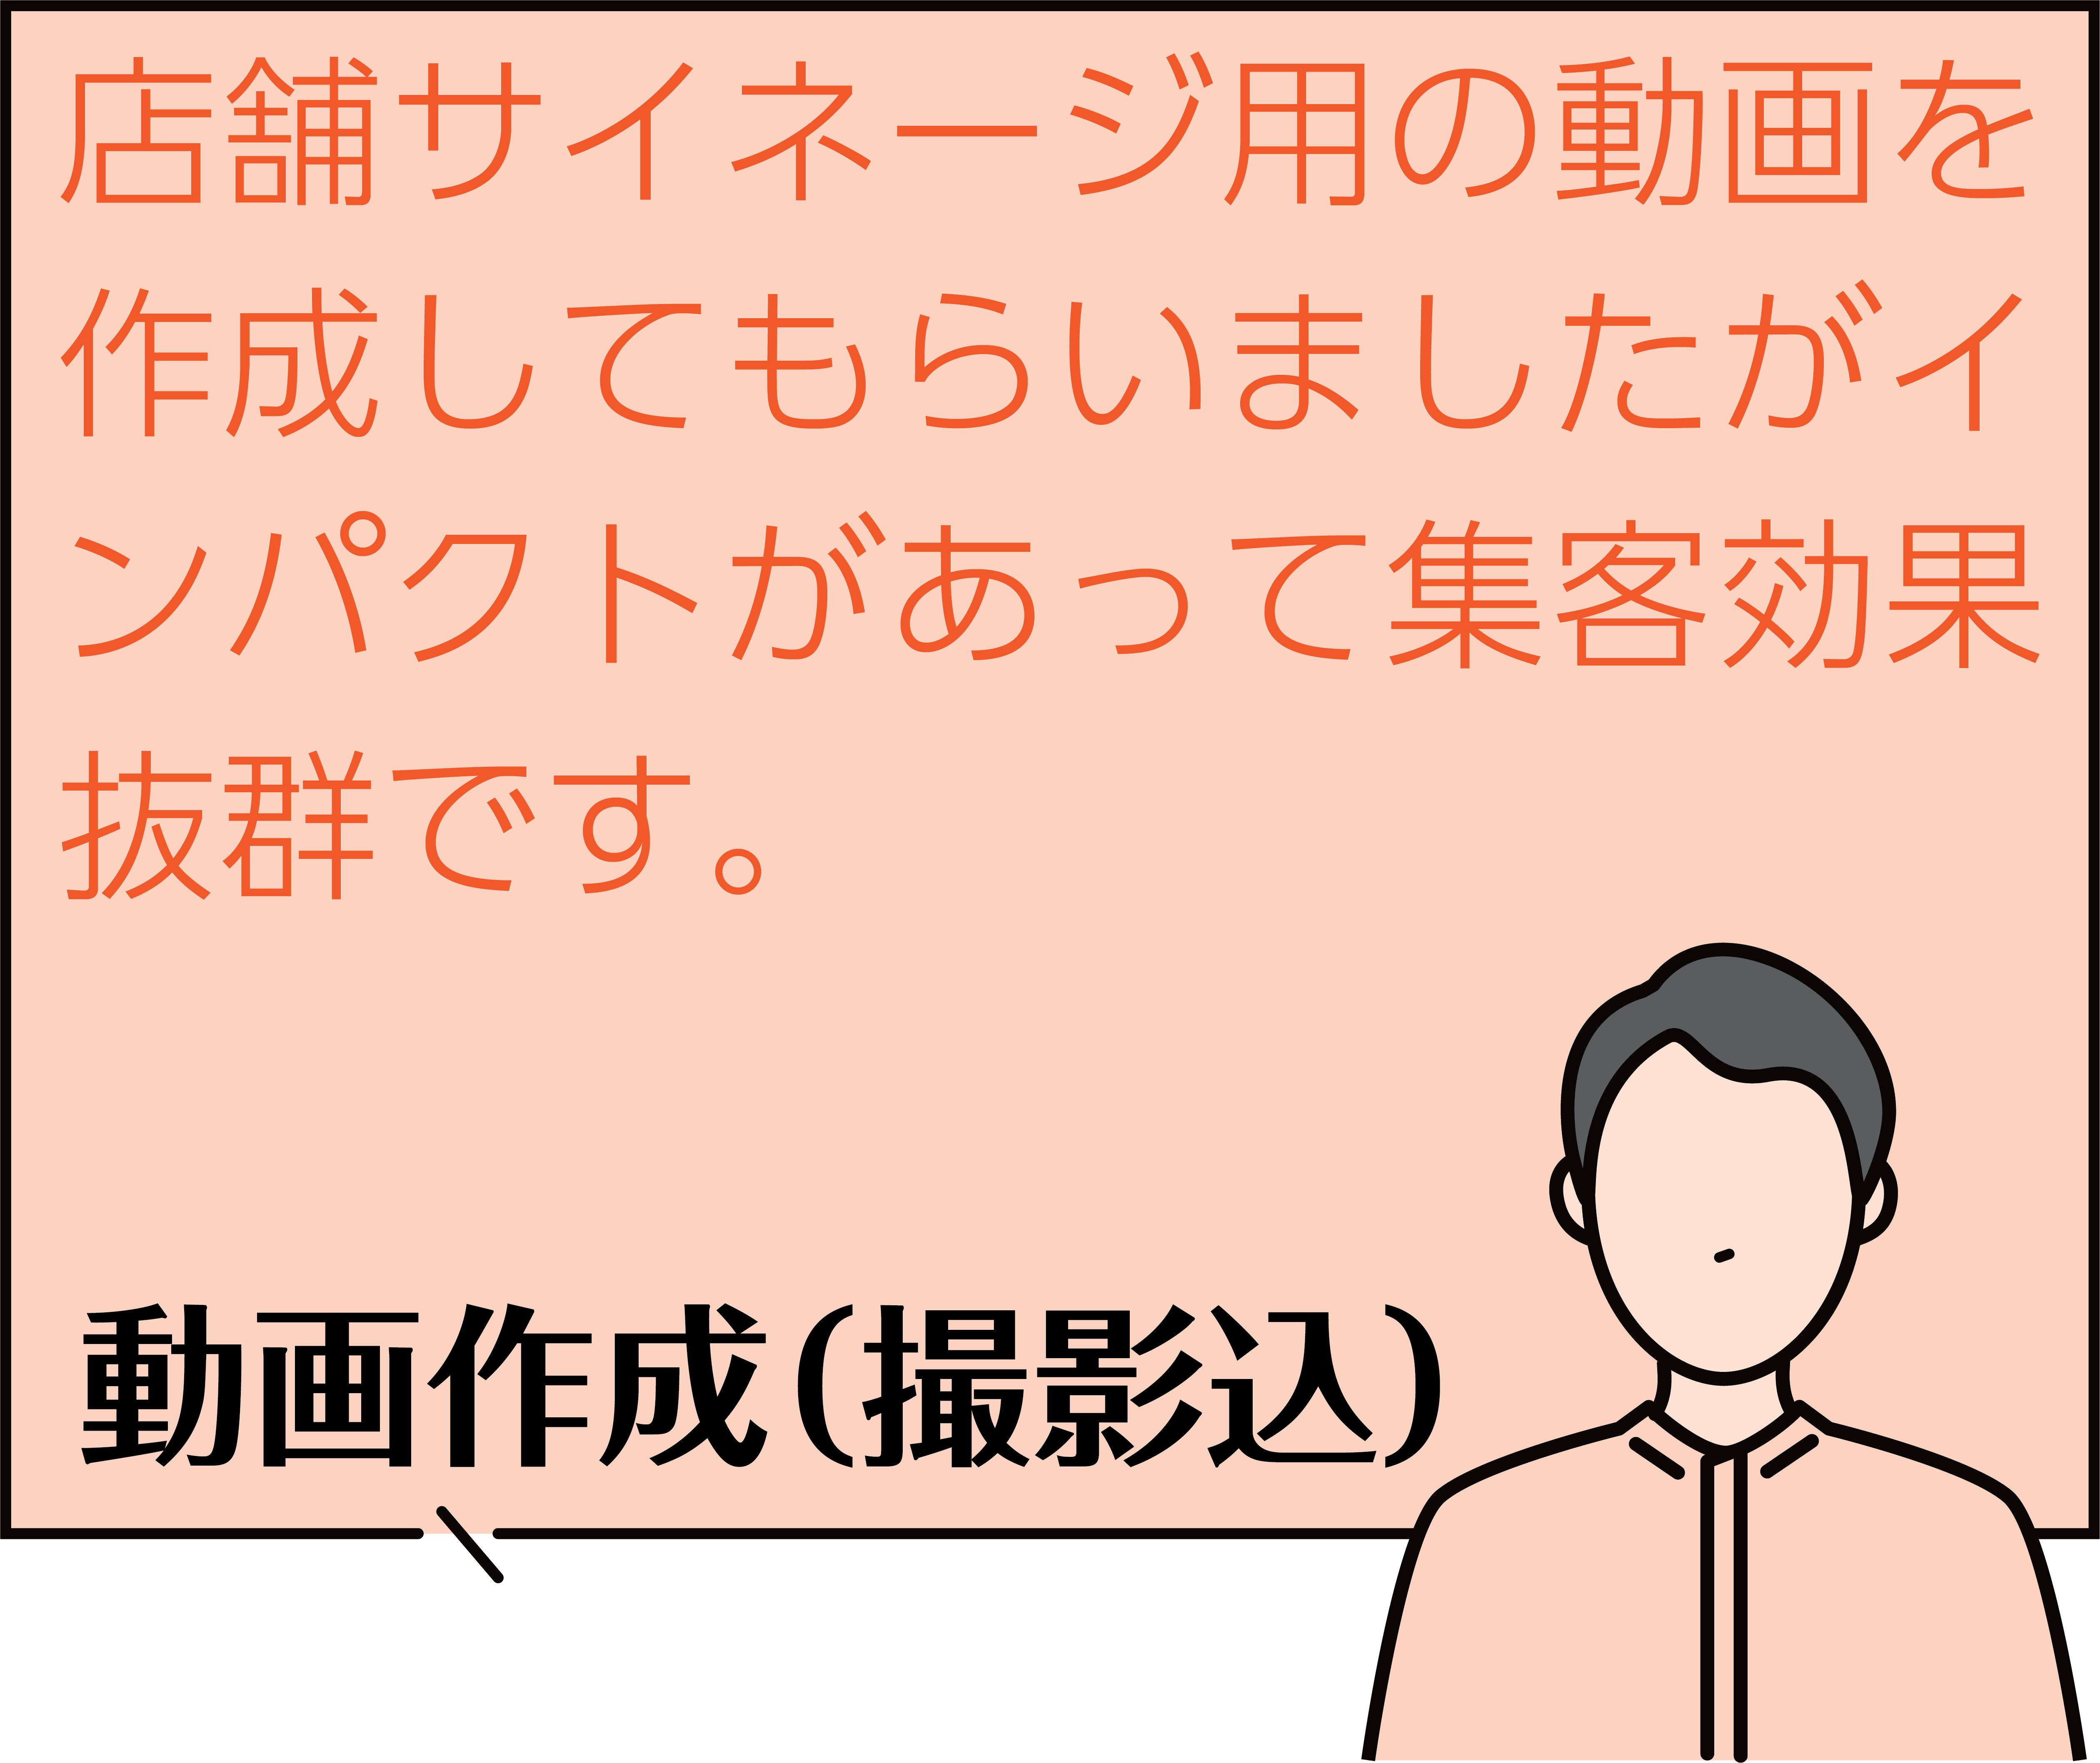 店舗サイネージ用の動画を
作成してもらいましたがイ
ンパクトがあって集客効果
抜群です。
動画作成(撮影込)